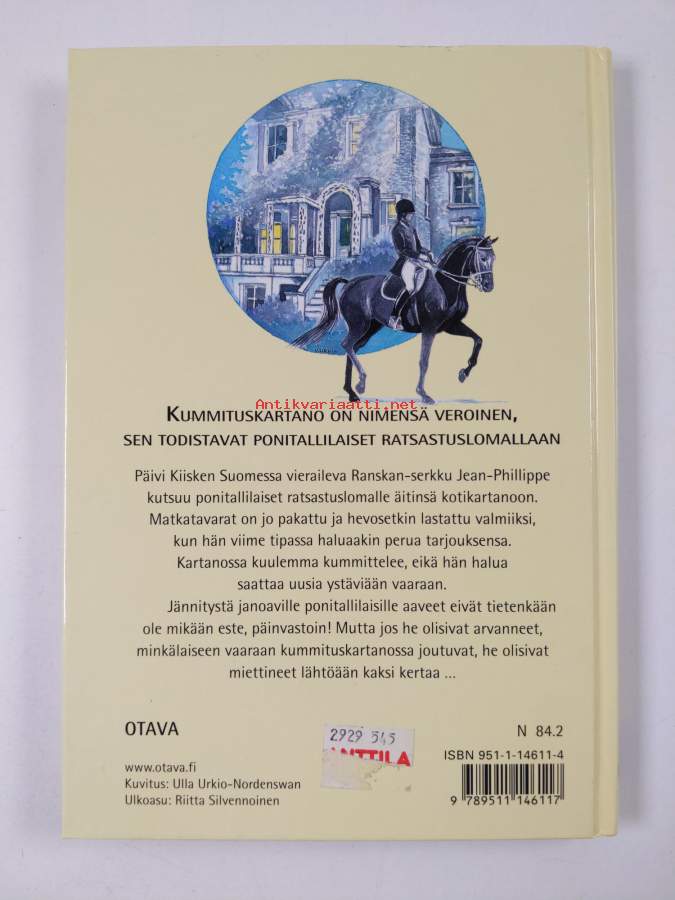 Antikvariaatti.net
KUMMITUSKARTANO ON NIMENSÄ VEROINEN,
SEN TODISTAVAT PONITALLILAISET RATSASTUSLOMALLAAN
Päivi Kiisken Suomessa vieraileva Ranskan-serkku Jean-Phillippe
kutsuu ponitallilaiset ratsastuslomalle äitinsä kotikartanoon.
Matkatavarat on jo pakattu ja hevosetkin lastattu valmiiksi,
kun hän viime tipassa haluaakin perua tarjouksensa.
Kartanossa kuulemma kummittelee, eikä hän halua
saattaa uusia ystäviään vaaraan.
Jännitystä janoaville ponitallilaisille aaveet eivät tietenkään
ole mikään este, päinvastoin! Mutta jos he olisivat arvanneet,
minkälaiseen vaaraan kummituskartanossa joutuvat, he olisivat
miettineet lähtöään kaksi kertaa ...
OTAVA
www.otava.fi
Kuvitus: Ulla Urkio-Nordenswan
Ulkoasu: Riitta Silvennoinen
2929 545
ANTTILA
N 84.2
ISBN 951-1-14611-4
9 789511 146117